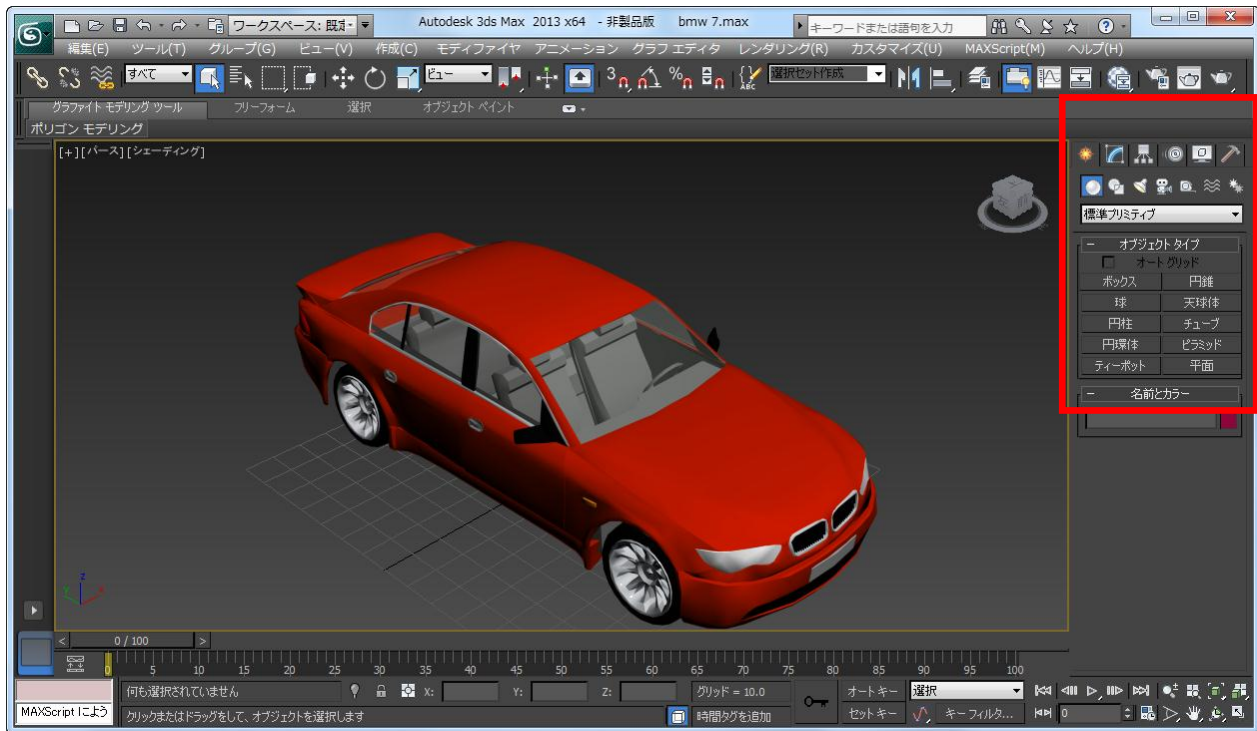 ワークスペース: 既定
Autodesk 3ds Max 2013 x64 - 非製品版 bmw 7.max
キーワードまたは語句を入力
編集(E) ツール(T) グループ(G) ビュー(V) 作成(C) モディファイヤ アニメーション グラフ エディタ レンダリング(R) カスタマイズ(U) MAXScript(M) ヘルプ(H)
すべて
ビュー
3
%
ABC
選択セット作成
グラファイト モデリング ツール フリーフォーム 選択 オブジェクト ペイント
ポリゴン モデリング
[+][パース][シェーディング]
標準プリミティブ
- オブジェクト タイプ
オート グリッド
ボックス 円錐
球 天球体
円柱 チューブ
円環体 ピラミッド
ティーポット 平面
- 名前とカラー
z
y x
< 0 / 100 >
0 5 10 15 20 25 30 35 40 45 50 55 60 65 70 75 80 85 90 95 100
何も選択されていません X: Y: Z: グリッド = 10.0 オートキー 選択
MAXScript によう クリックまたはドラッグをして、オブジェクトを選択します 時間タグを追加 セットキー キーフィルタ... 0